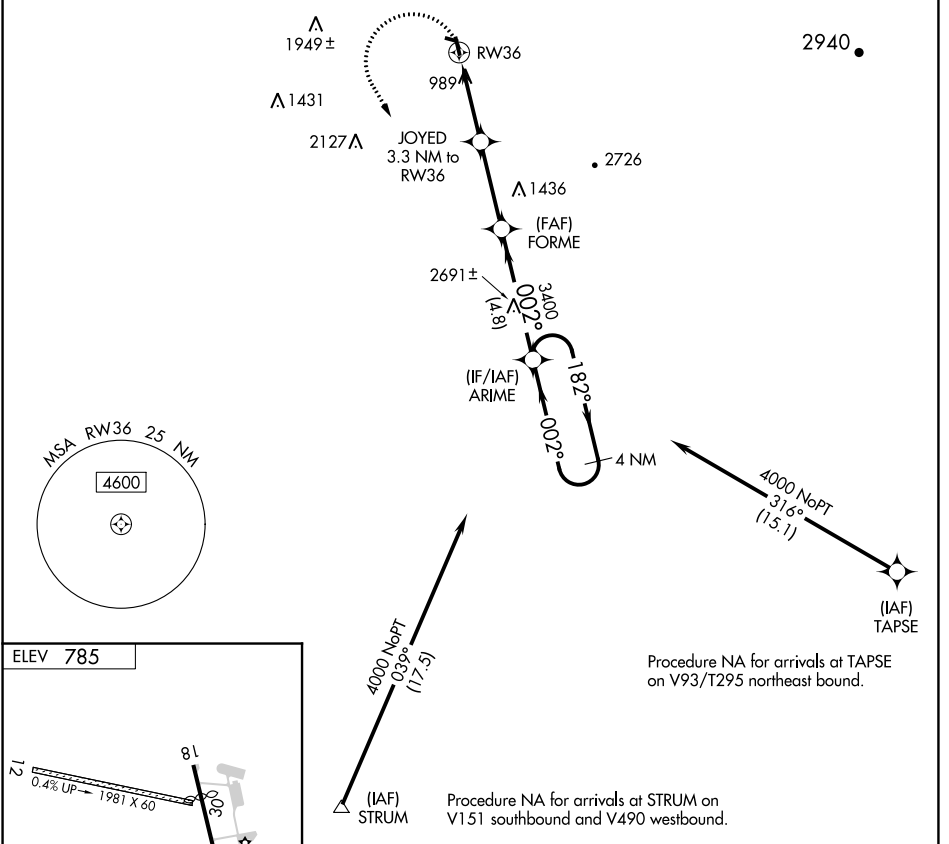 1949±
RW36
2940
989
1431
2127
JOYED
3.3 NM to
RW36
2726
1436
(FAF)
FORME
2691±
3400
002°
(4.8)
(IF/IAF)
ARIME
182°
002°
4 NM
MSA RW36 25 NM
4600
4000 NoPT
316°
(15.1)
(IAF)
TAPSE
4000 NoPT
039°
(17.5)
Procedure NA for arrivals at TAPSE
on V93/T295 northeast bound.
ELEV 785
18
12
0.4% UP
1981 X 60
30
(IAF)
STRUM
Procedure NA for arrivals at STRUM on
V151 southbound and V490 westbound.